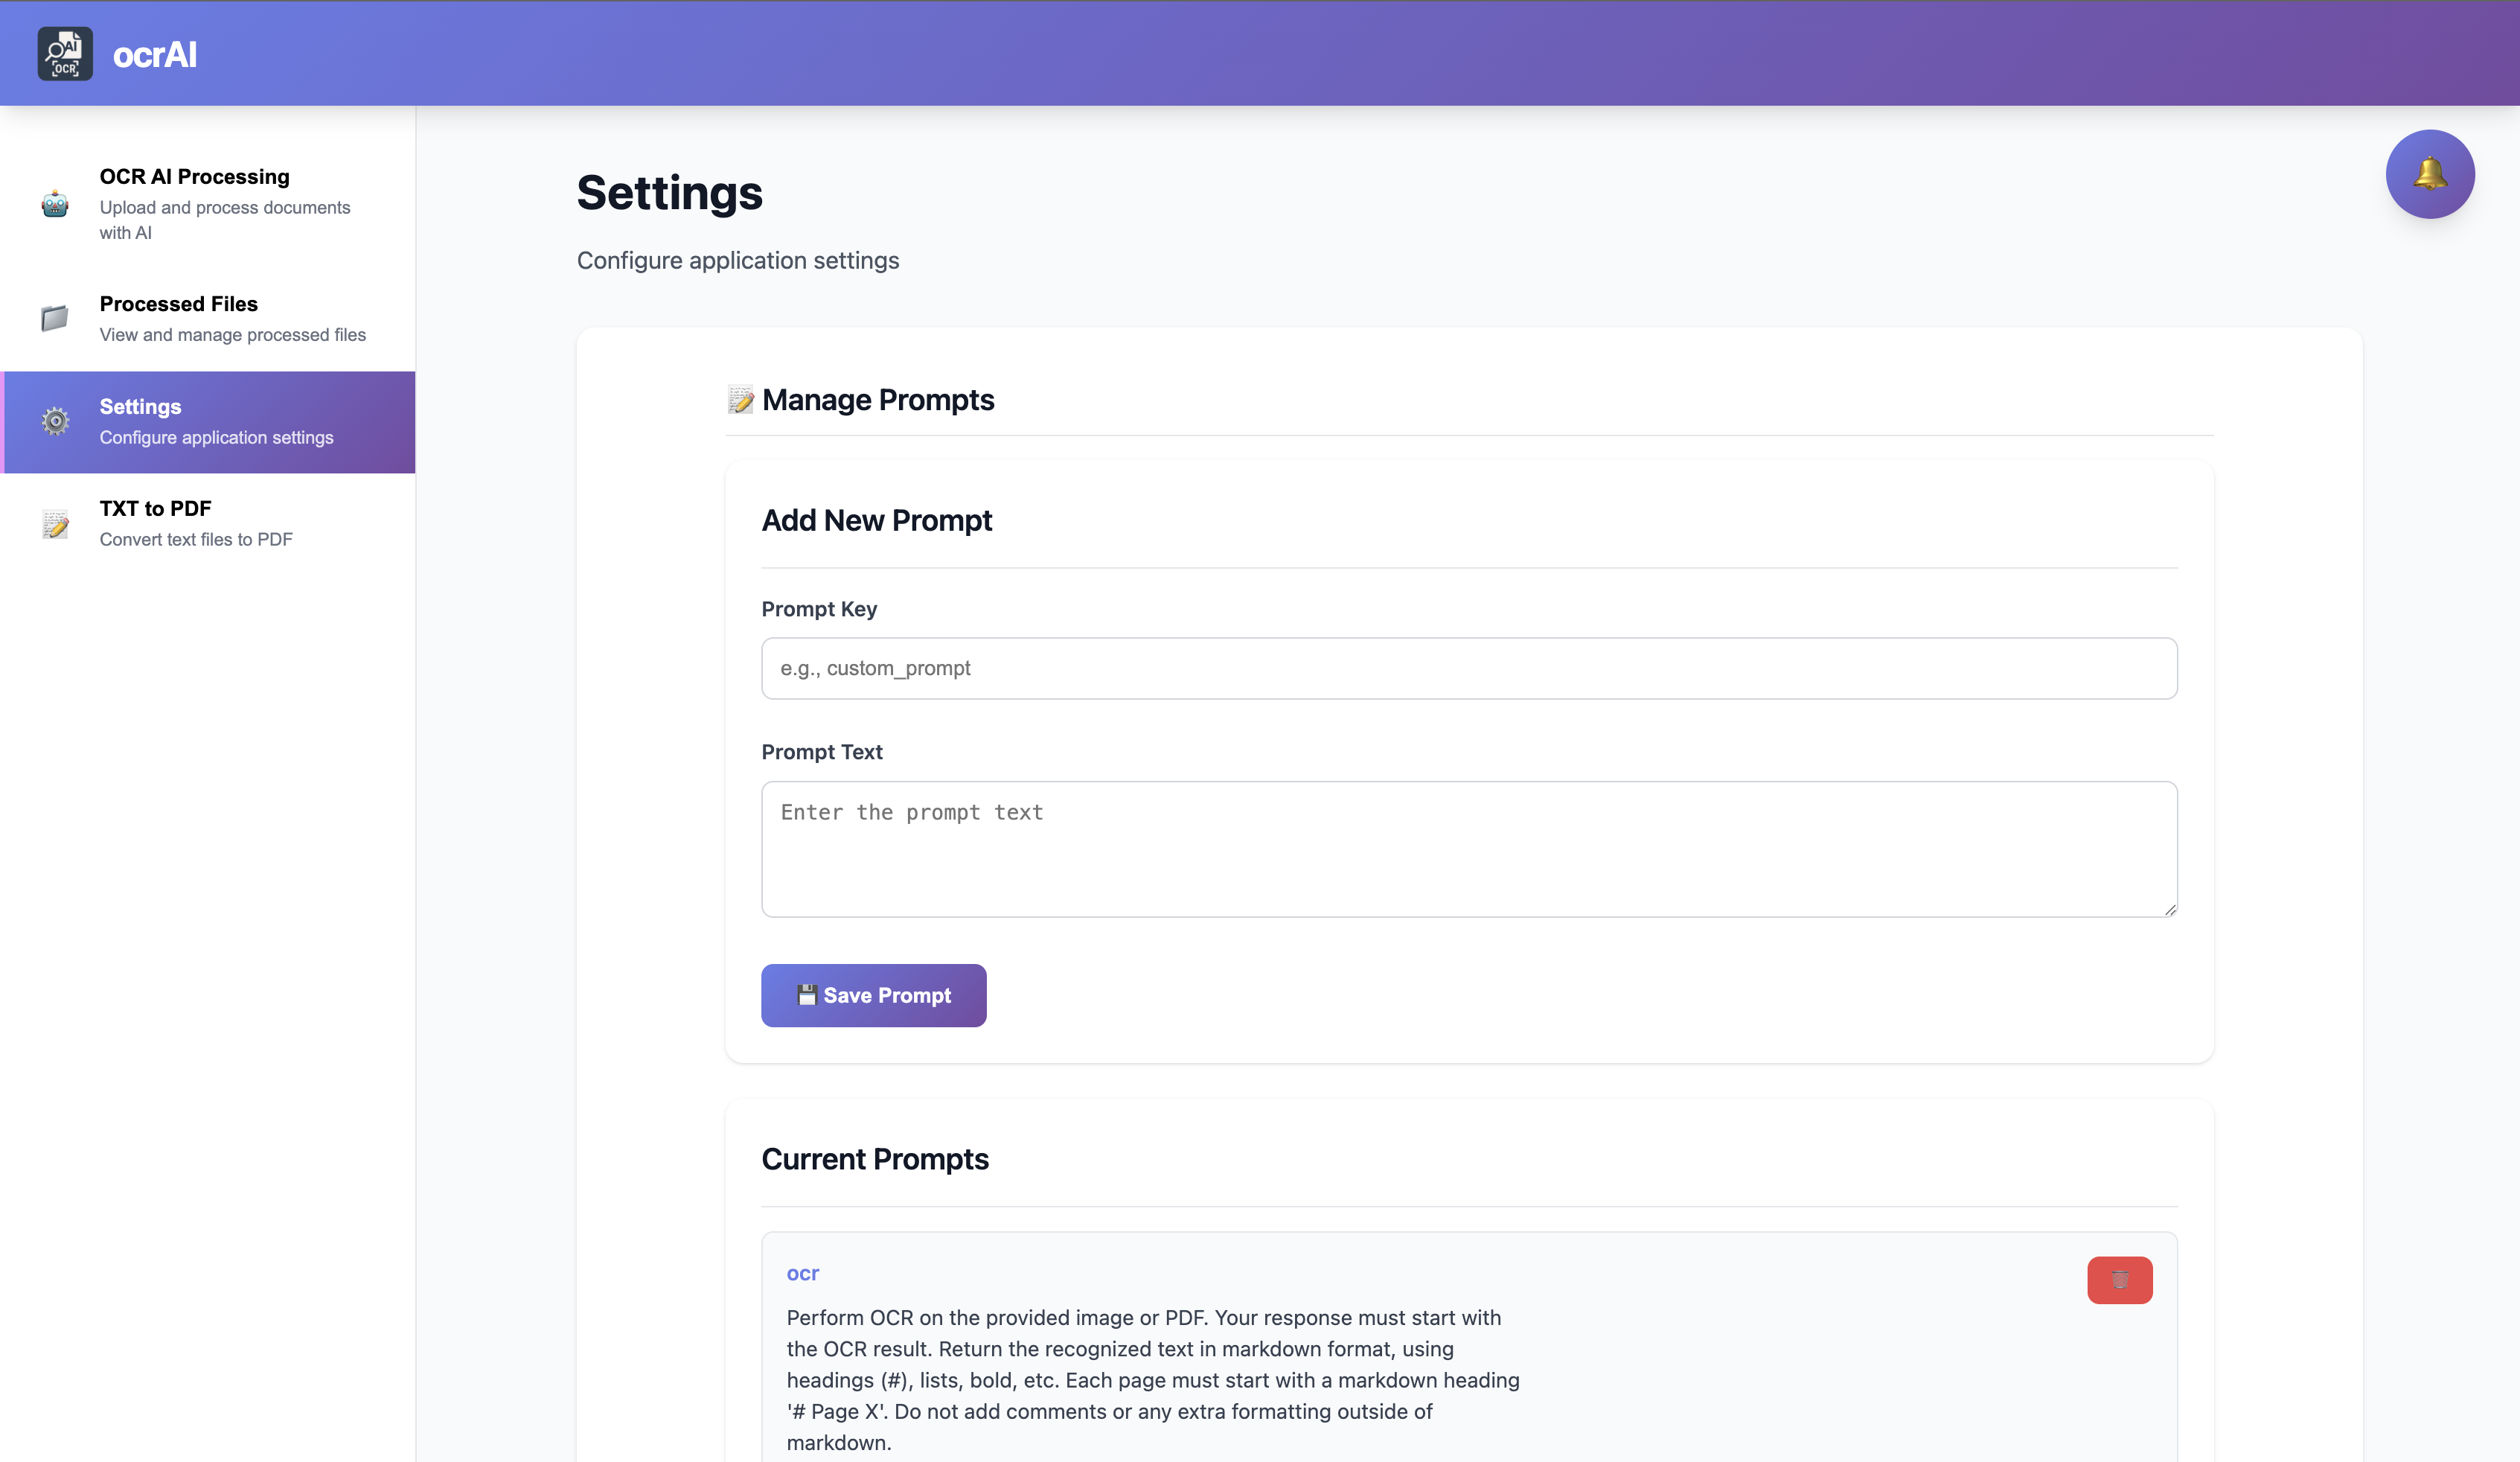 AI
OCR
ocrAI
OCR AI Processing
Upload and process documents
with AI
Processed Files
View and manage processed files
Settings
Configure application settings
TXT to PDF
Convert text files to PDF
Settings
Configure application settings
Manage Prompts
Add New Prompt
Prompt Key
e.g., custom_prompt
Prompt Text
Enter the prompt text
Save Prompt
Current Prompts
ocr
Perform OCR on the provided image or PDF. Your response must start with
the OCR result. Return the recognized text in markdown format, using
headings (#), lists, bold, etc. Each page must start with a markdown heading
'# Page X'. Do not add comments or any extra formatting outside of
markdown.